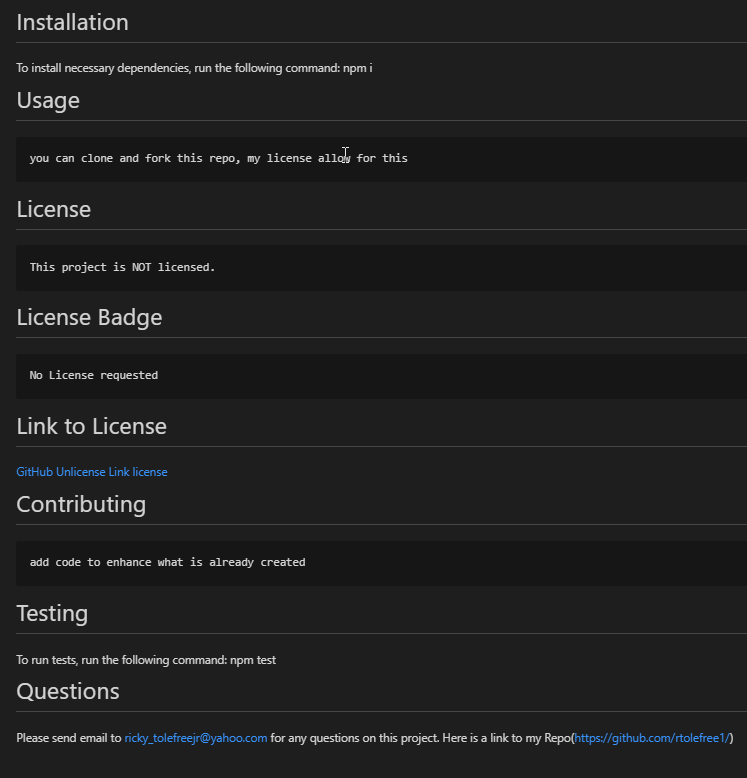 Installation
To install necessary dependencies, run the following command: npm i
Usage
you can clone and fork this repo, my license allow for this
License
This project is NOT licensed.
License Badge
No License requested
Link to License
GitHub Unlicense Link license
Contributing
add code to enhance what is already created
Testing
To run tests, run the following command: npm test
Questions
Please send email to ricky_tolefreejr@yahoo.com for any questions on this project. Here is a link to my Repo(https://github.com/rtolefree1/)